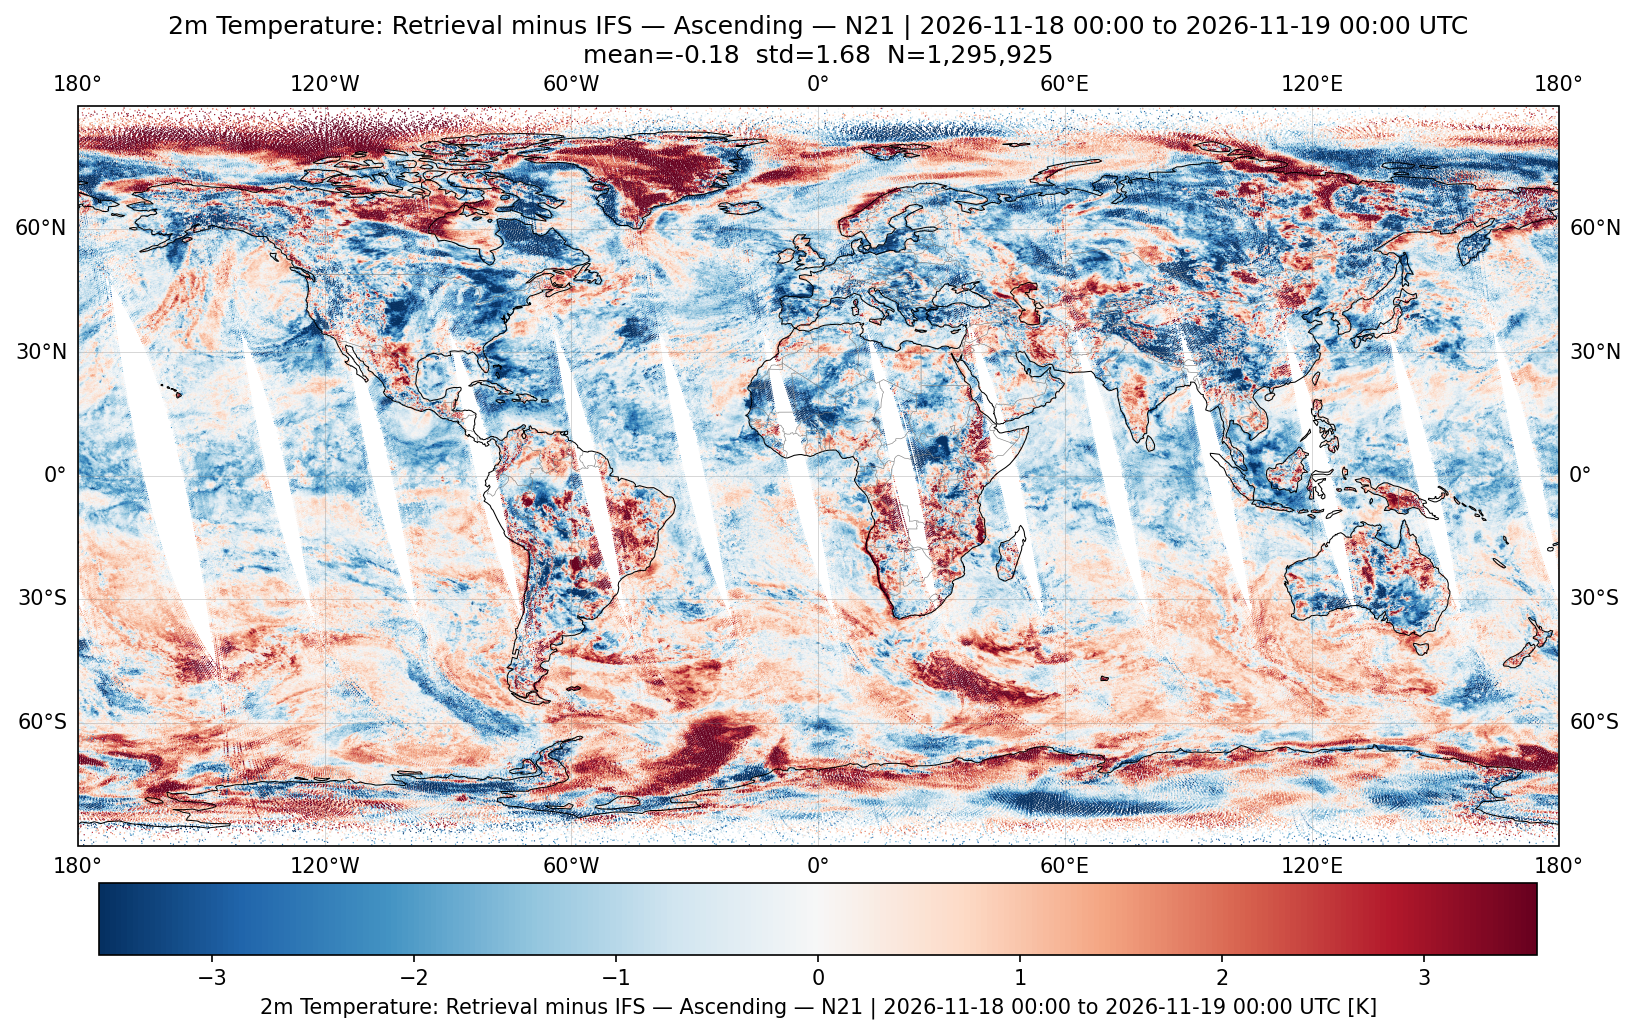 2m Temperature: Retrieval minus IFS — Ascending — N21 | 2026-11-18 00:00 to 2026-11-19 00:00 UTC
mean=-0.18  std=1.68  N=1,295,925
180° 120°W 60°W 0° 60°E 120°E 180°
60°N 60°N
30°N 30°N
0° 0°
30°S 30°S
60°S 60°S
180° 120°W 60°W 0° 60°E 120°E 180°
−3 −2 −1 0 1 2 3
2m Temperature: Retrieval minus IFS — Ascending — N21 | 2026-11-18 00:00 to 2026-11-19 00:00 UTC [K]